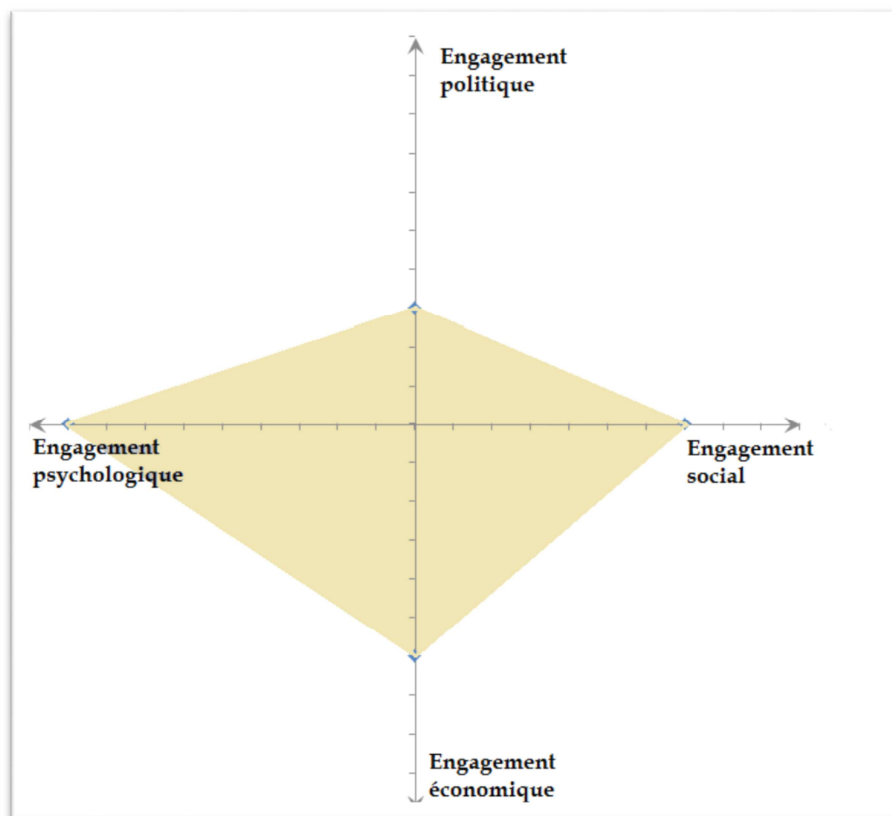 Engagement
politique
Engagement
psychologique
Engagement
social
Engagement
économique